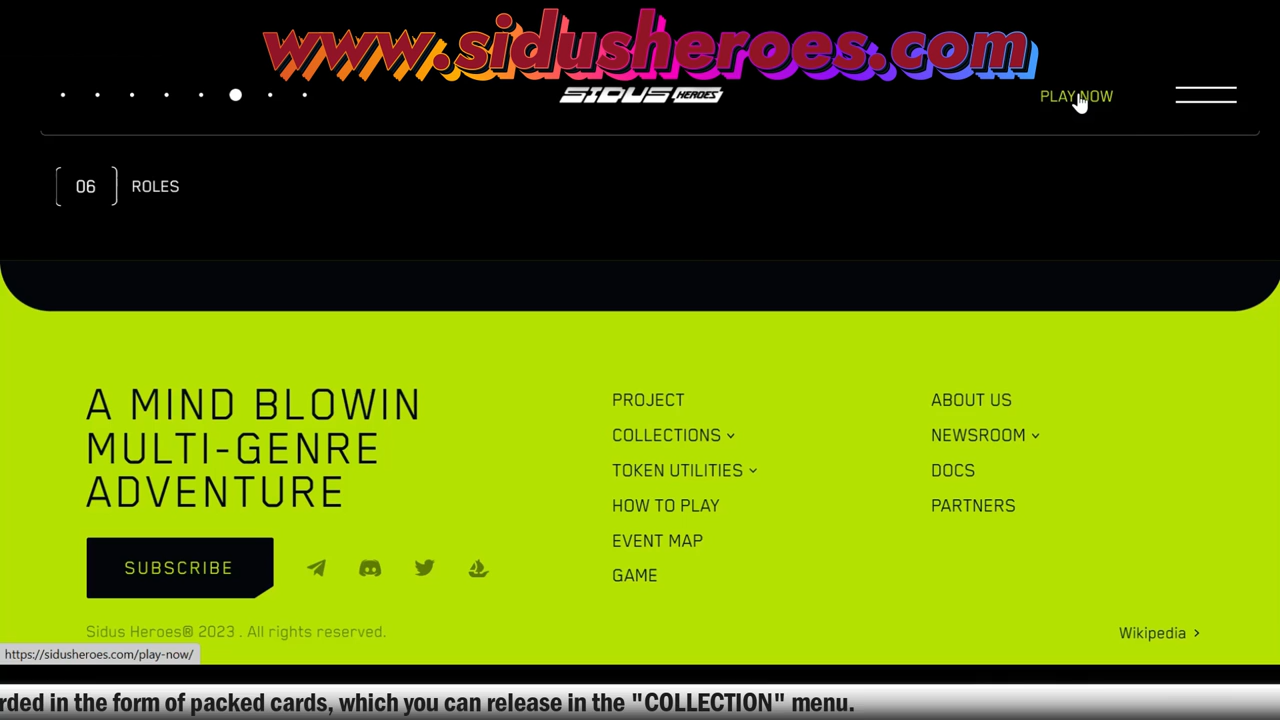 www.sidusheroes.com
SIDUS HEROES
PLAY NOW
06 ROLES
A MIND BLOWIN
MULTI-GENRE
ADVENTURE
SUBSCRIBE
Sidus Heroes® 2023 . All rights reserved.
PROJECT
COLLECTIONS
TOKEN UTILITIES
HOW TO PLAY
EVENT MAP
GAME
ABOUT US
NEWSROOM
DOCS
PARTNERS
Wikipedia
https://sidusheroes.com/play-now/
rded in the form of packed cards, which you can release in the "COLLECTION" menu.